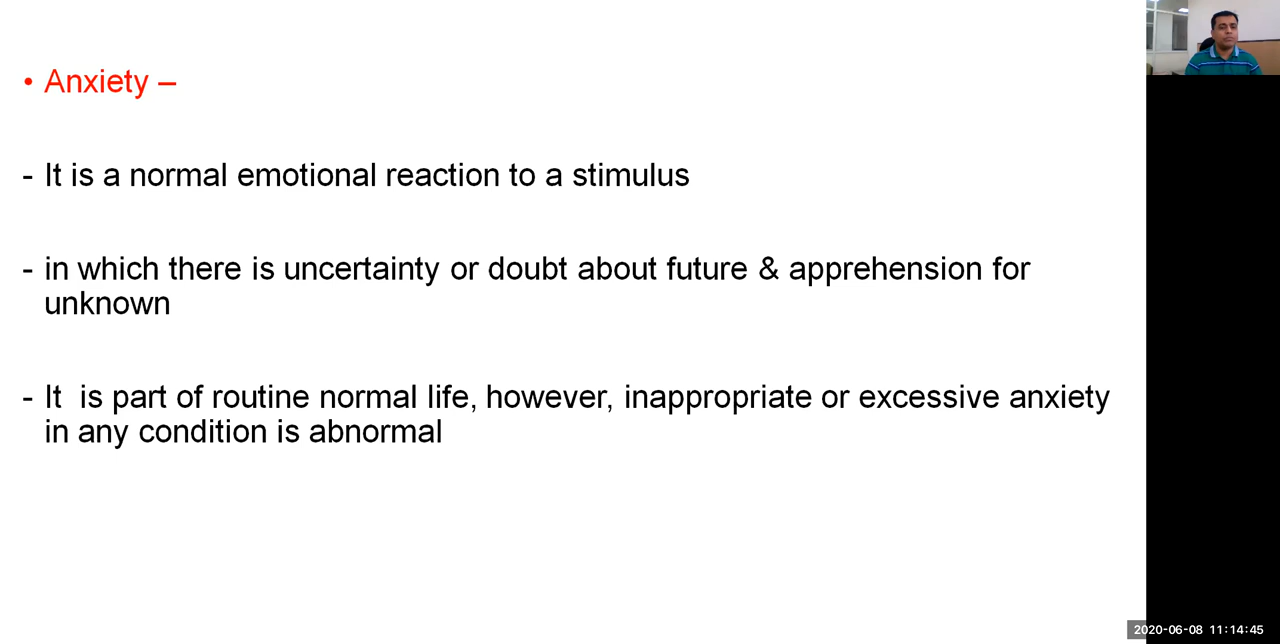 • Anxiety –
- It is a normal emotional reaction to a stimulus
- in which there is uncertainty or doubt about future & apprehension for
unknown
- It  is part of routine normal life, however, inappropriate or excessive anxiety
in any condition is abnormal
2020-06-08 11:14:45